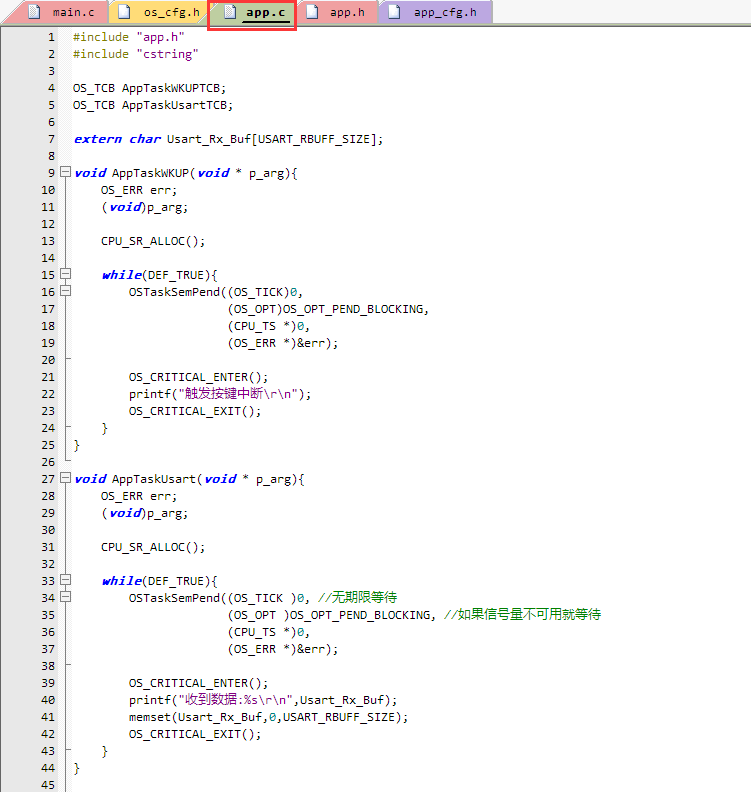 main.c os_cfg.h app.c app.h app_cfg.h
1 #include "app.h"
2 #include "cstring"
3
4 OS_TCB AppTaskWKUPTCB;
5 OS_TCB AppTaskUsartTCB;
6
7 extern char Usart_Rx_Buf[USART_RBUFF_SIZE];
8
9 void AppTaskWKUP(void * p_arg){
10 OS_ERR err;
11 (void)p_arg;
12
13 CPU_SR_ALLOC();
14
15 while(DEF_TRUE){
16 OSTaskSemPend((OS_TICK)0,
17 (OS_OPT)OS_OPT_PEND_BLOCKING,
18 (CPU_TS *)0,
19 (OS_ERR *)&err);
20
21 OS_CRITICAL_ENTER();
22 printf("触发按键中断\r\n");
23 OS_CRITICAL_EXIT();
24 }
25 }
26
27 void AppTaskUsart(void * p_arg){
28 OS_ERR err;
29 (void)p_arg;
30
31 CPU_SR_ALLOC();
32
33 while(DEF_TRUE){
34 OSTaskSemPend((OS_TICK )0, //无期限等待
35 (OS_OPT )OS_OPT_PEND_BLOCKING, //如果信号量不可用就等待
36 (CPU_TS *)0,
37 (OS_ERR *)&err);
38
39 OS_CRITICAL_ENTER();
40 printf("收到数据:%s\r\n",Usart_Rx_Buf);
41 memset(Usart_Rx_Buf,0,USART_RBUFF_SIZE);
42 OS_CRITICAL_EXIT();
43 }
44 }
45